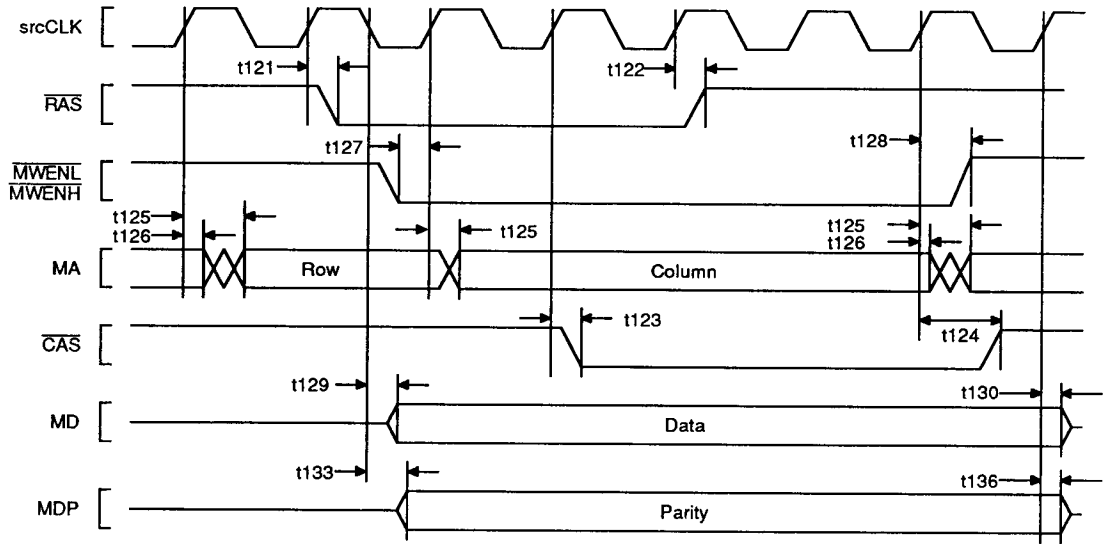 srcCLK
t121
t122
RAS
t127
t128
MWENL
MWENH
t125
t126
t125
t125
t126
MA
Row
Column
CAS
t123
t124
t129
t130
MD
Data
t133
t136
MDP
Parity